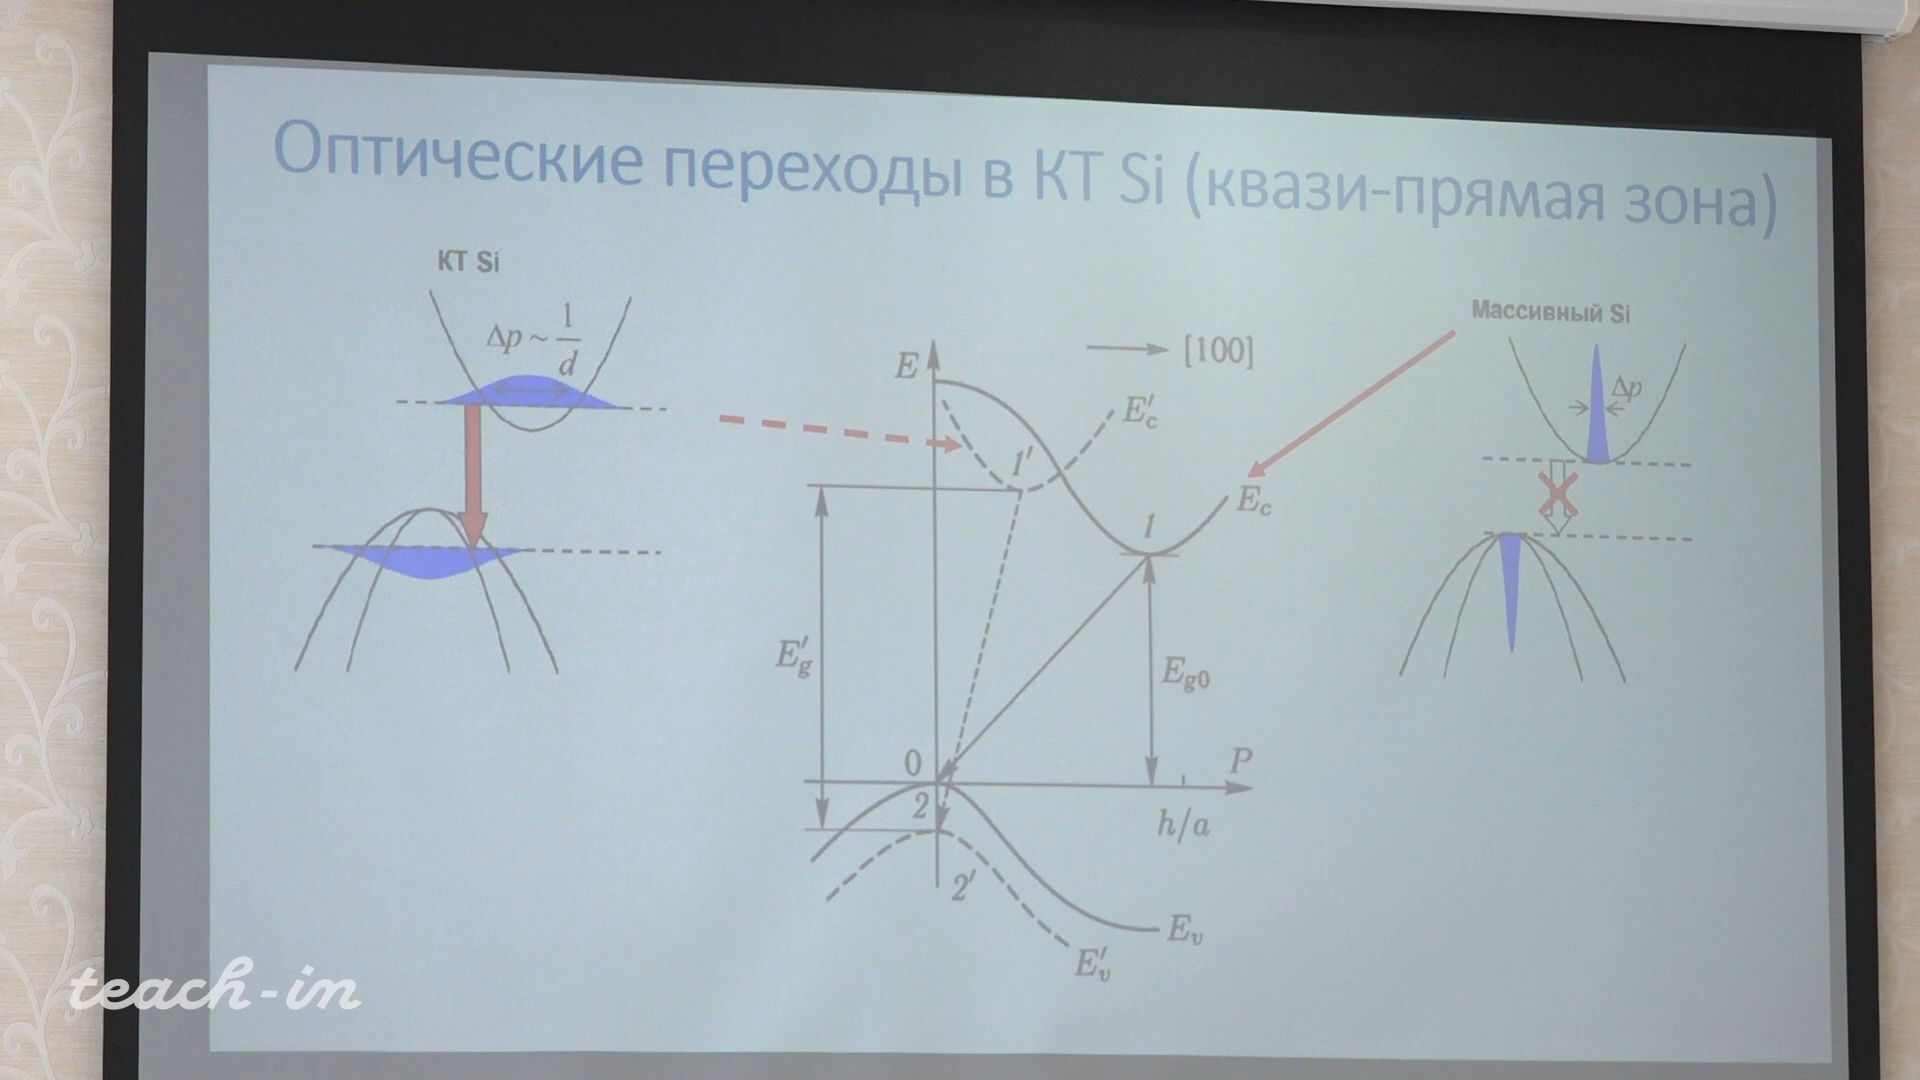 Оптические переходы в КТ Si (квази-прямая зона)
КТ Si
Δp ~ 1/d
E
[100]
E′c
1′
Ec
1
E′g
Eg0
0
P
2
h/a
2′
Ev
E′v
Массивный Si
Δp
teach-in